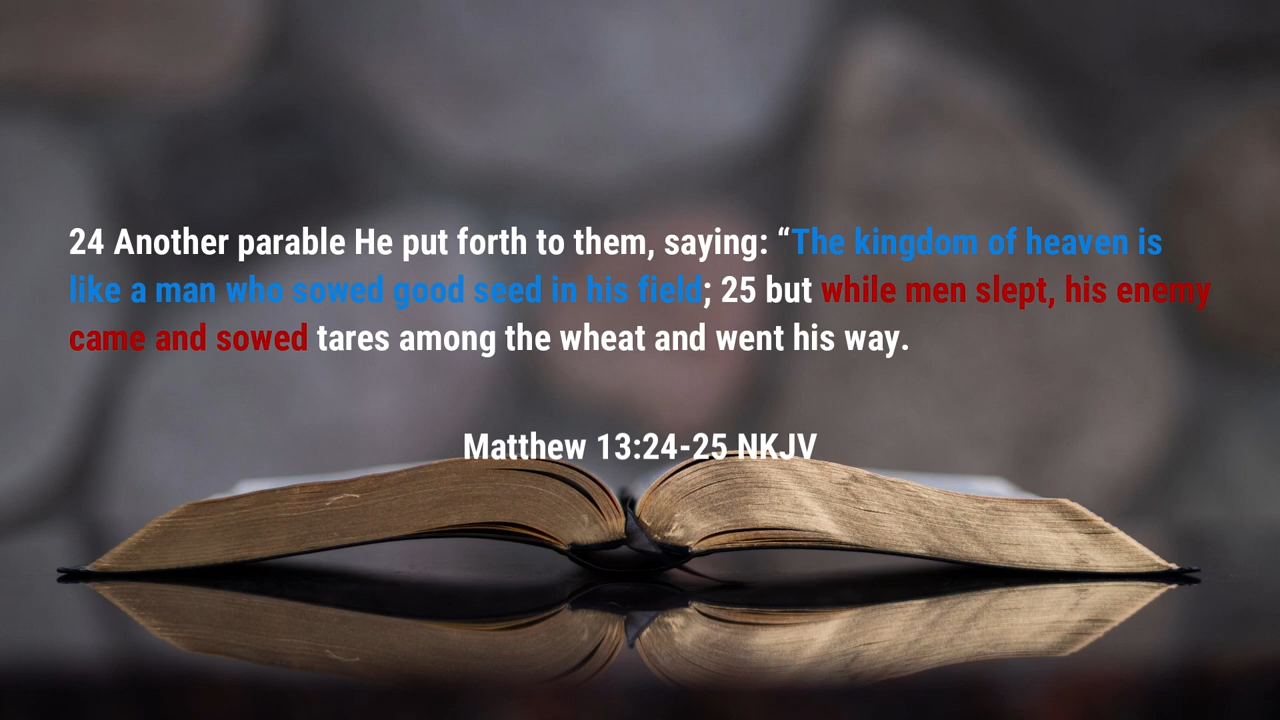 24 Another parable He put forth to them, saying: “The kingdom of heaven is
like a man who sowed good seed in his field; 25 but while men slept, his enemy
came and sowed tares among the wheat and went his way.
Matthew 13:24-25 NKJV